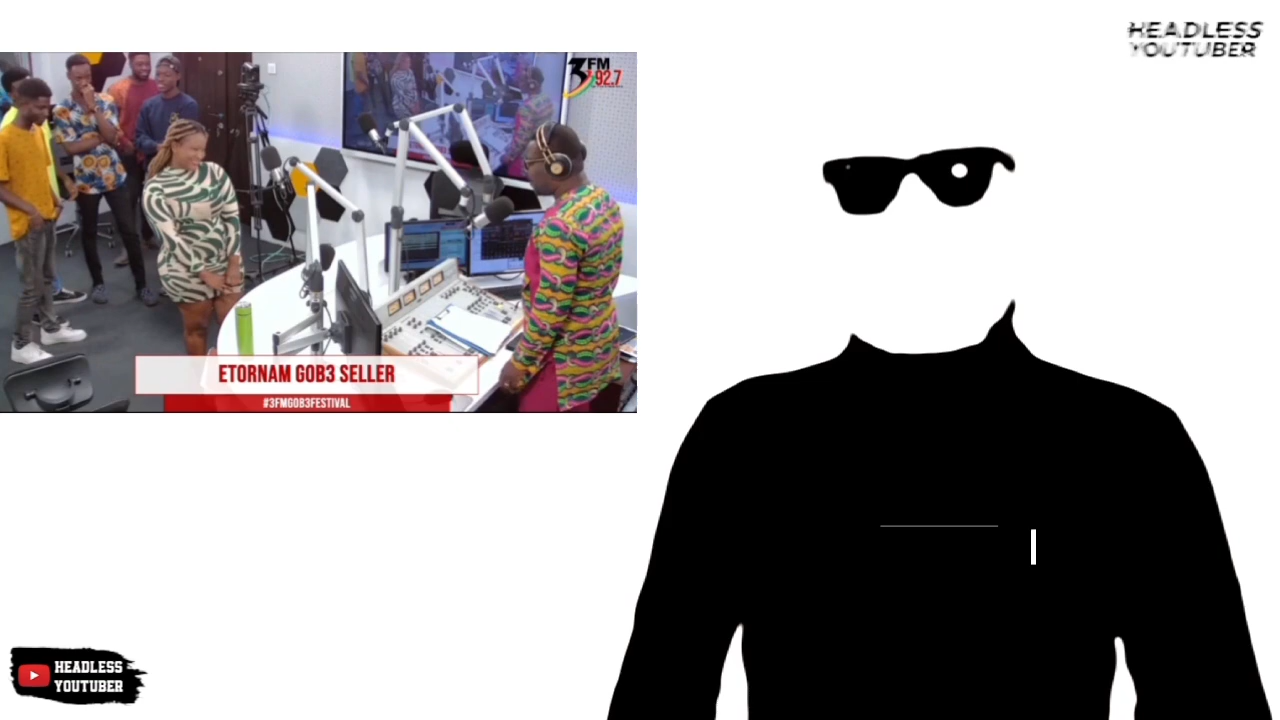 HEADLESS
YOUTUBER
3FM
92.7
ETORNAM GOB3 SELLER
#3FMGOB3FESTIVAL
HEADLESS
YOUTUBER